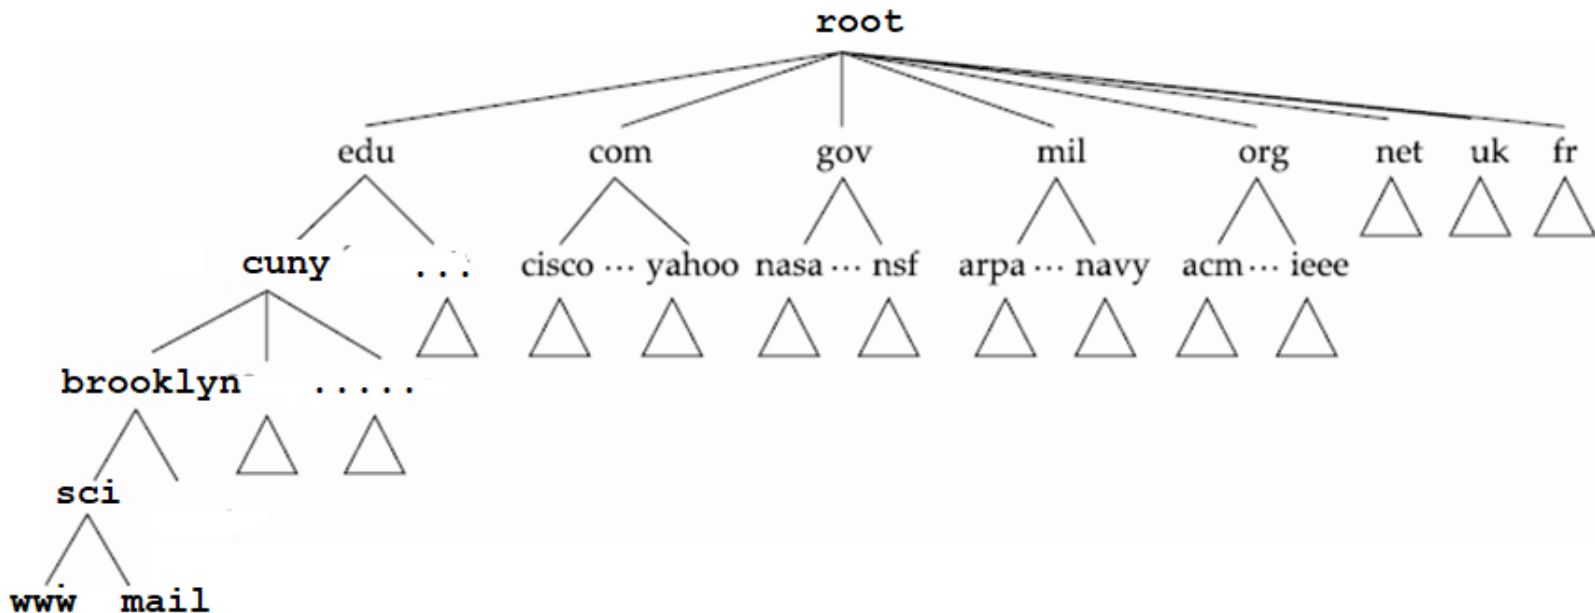 root
edu com gov mil org net uk fr
cuny ... cisco ... yahoo nasa ... nsf arpa ... navy acm ... ieee
brooklyn .....
sci
www mail